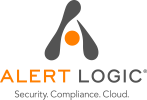 ALERT LOGIC®
Security. Compliance. Cloud.